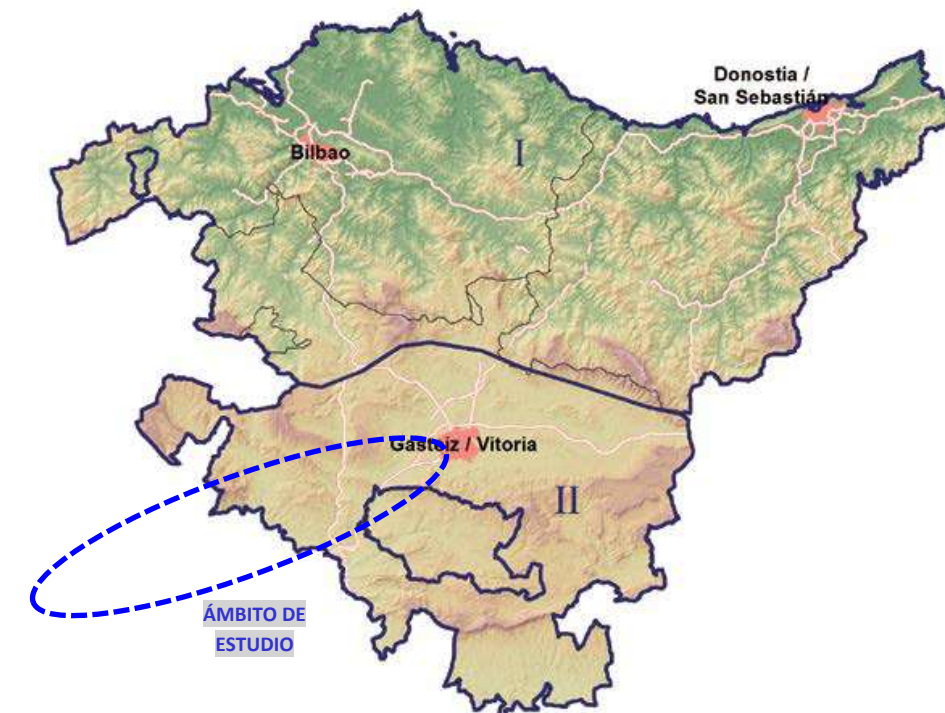 Donostia /
San Sebastián
Bilbao
I
Gasteiz / Vitoria
II
ÁMBITO DE
ESTUDIO